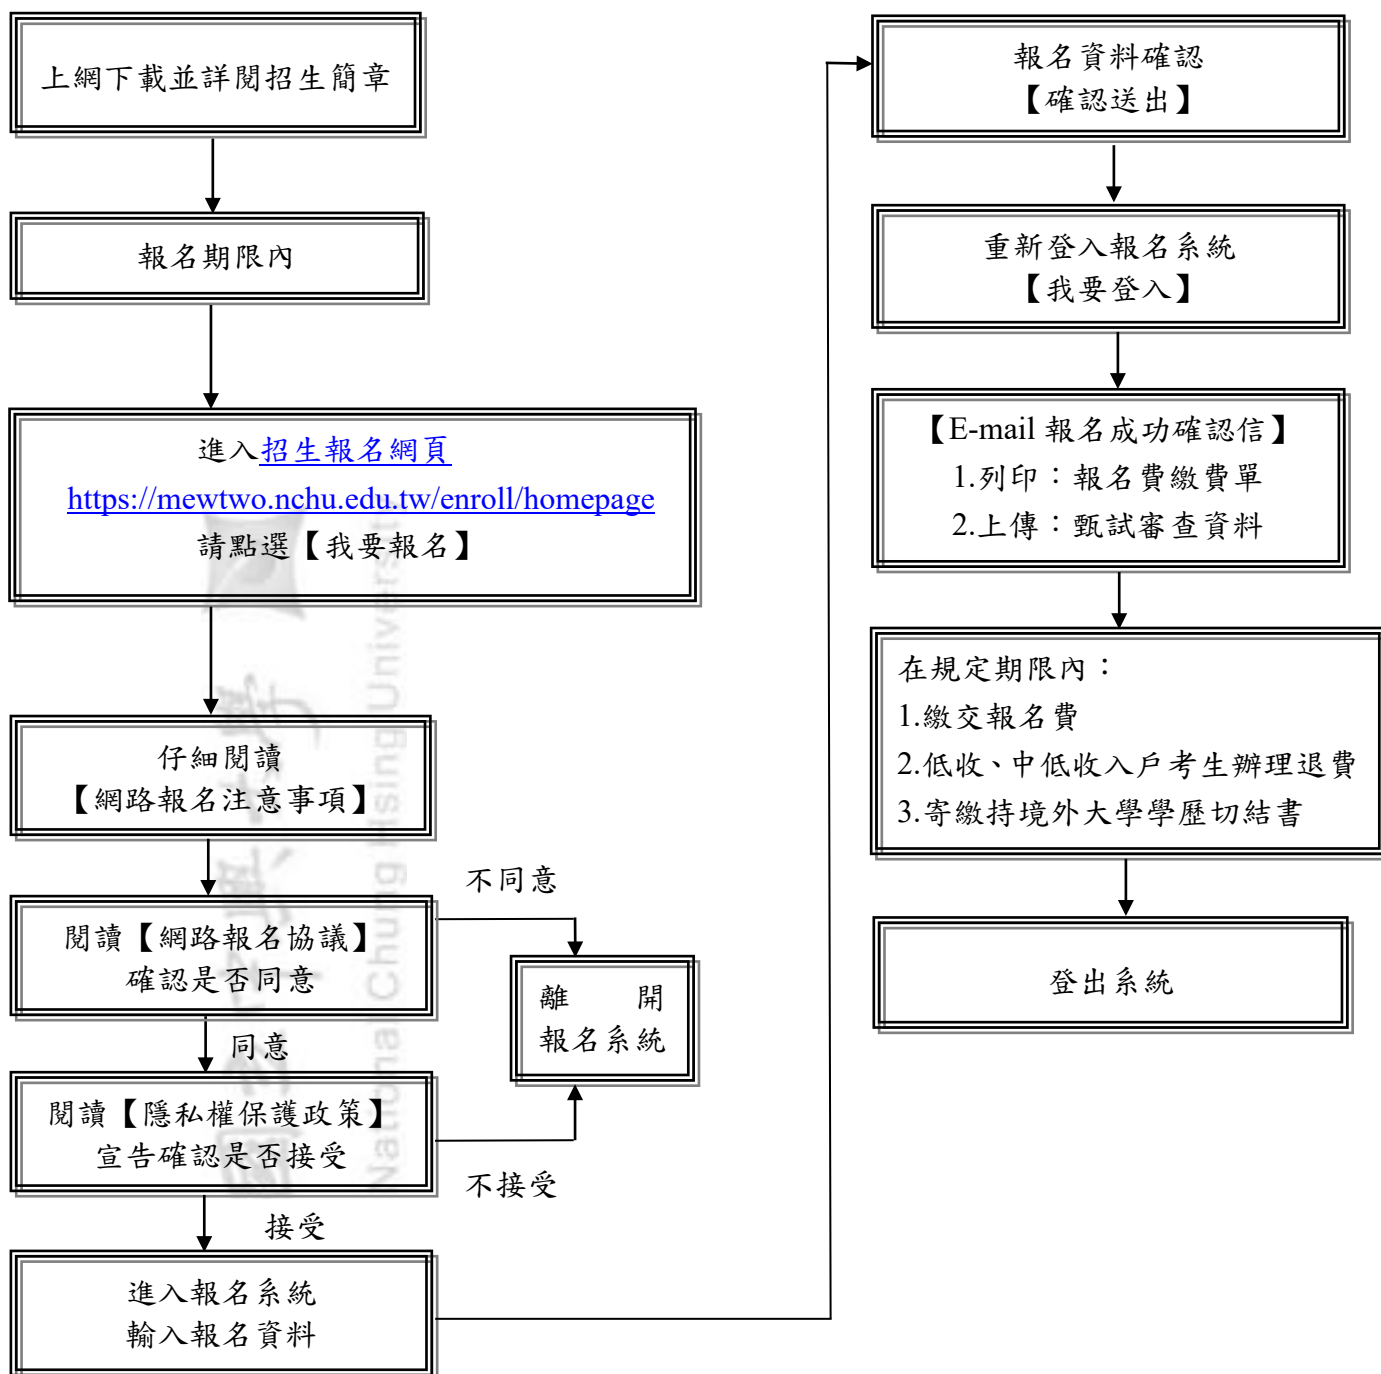 上網下載並詳閱招生簡章
報名期限內
進入招生報名網頁
https://mewtwo.nchu.edu.tw/enroll/homepage
請點選【我要報名】
仔細閱讀
【網路報名注意事項】
不同意
閱讀【網路報名協議】
確認是否同意
離 開
報名系統
同意
閱讀【隱私權保護政策】
宣告確認是否接受
不接受
接受
進入報名系統
輸入報名資料
報名資料確認
【確認送出】
重新登入報名系統
【我要登入】
【E-mail 報名成功確認信】
1.列印：報名費繳費單
2.上傳：甄試審查資料
在規定期限內：
1.繳交報名費
2.低收、中低收入戶考生辦理退費
3.寄繳持境外大學學歷切結書
登出系統
國立中興大學
National Chung Hsing University